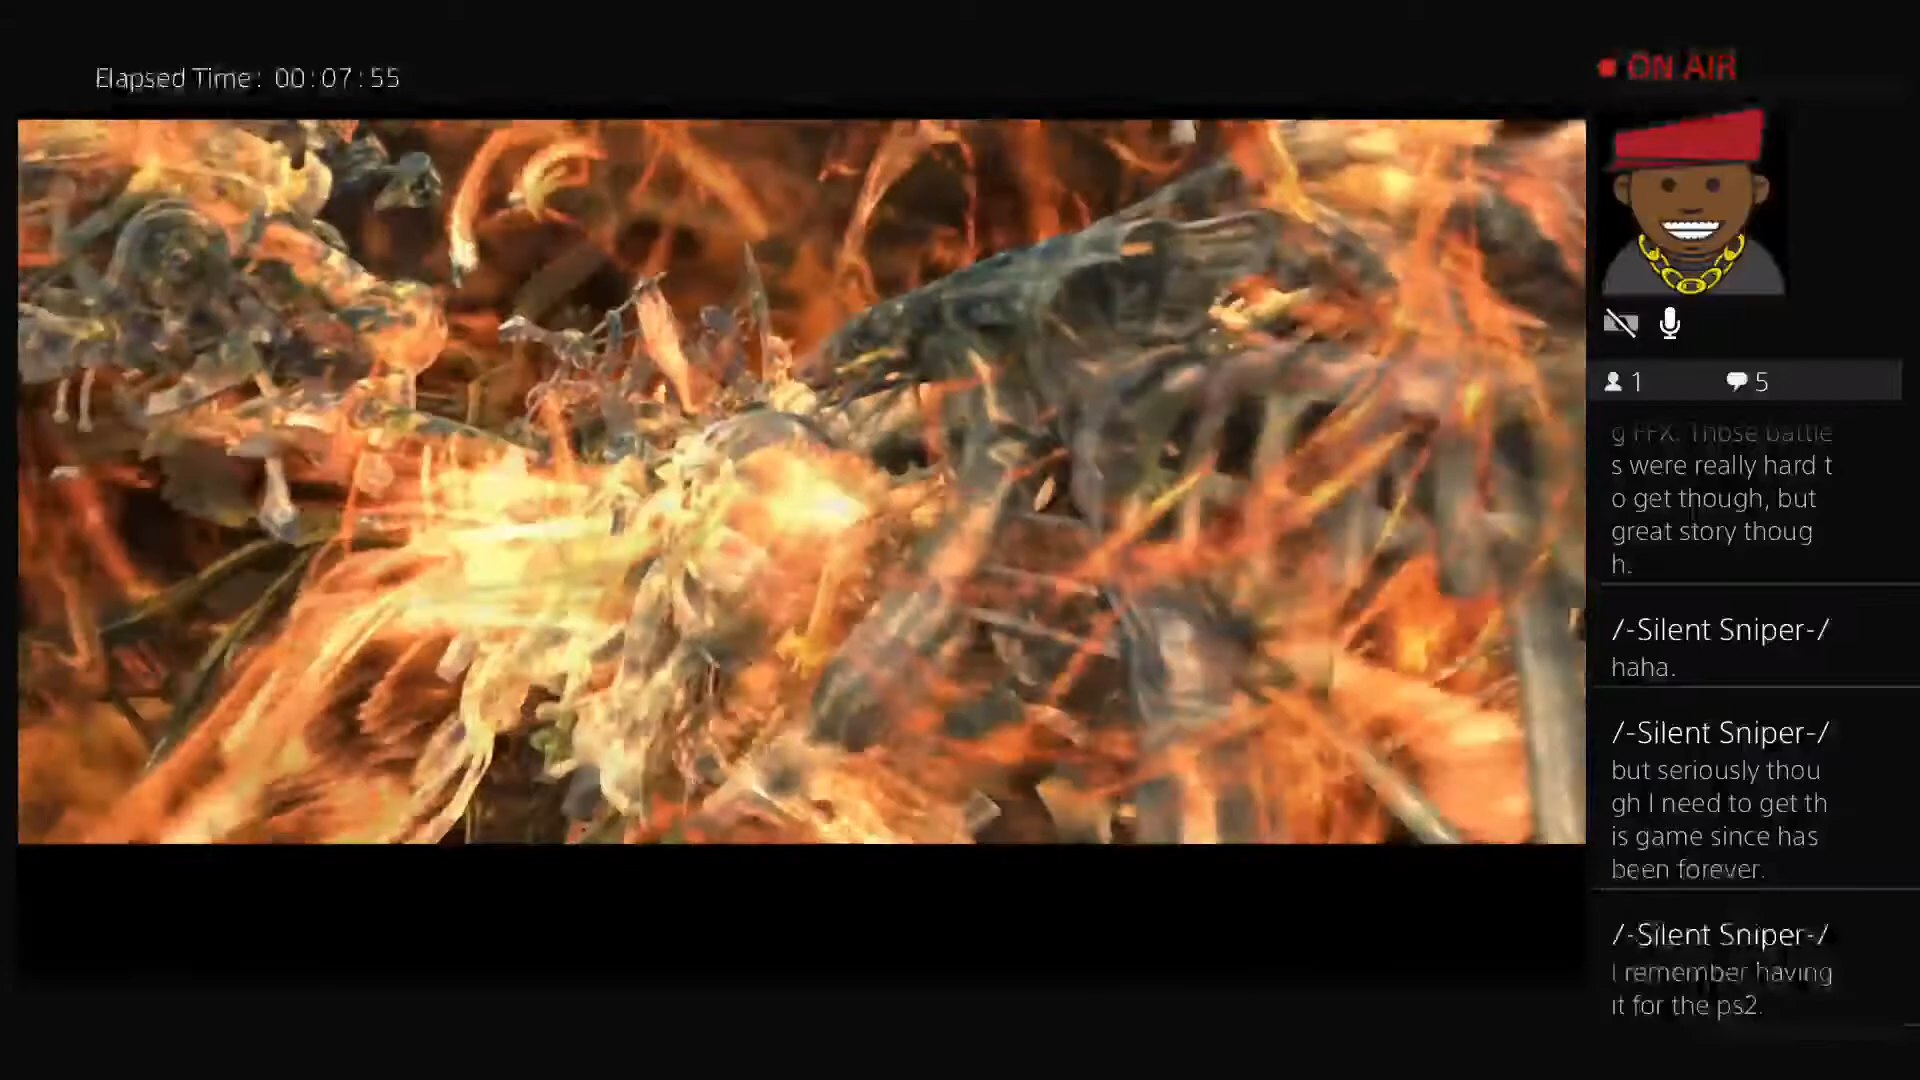 Elapsed Time: 00:07:55
ON AIR
1 5
g FFX. Those battle
s were really hard t
o get though, but
great story thoug
h.
/-Silent Sniper-/
haha.
/-Silent Sniper-/
but seriously thou
gh I need to get th
is game since has
been forever.
/-Silent Sniper-/
I remember having
it for the ps2.